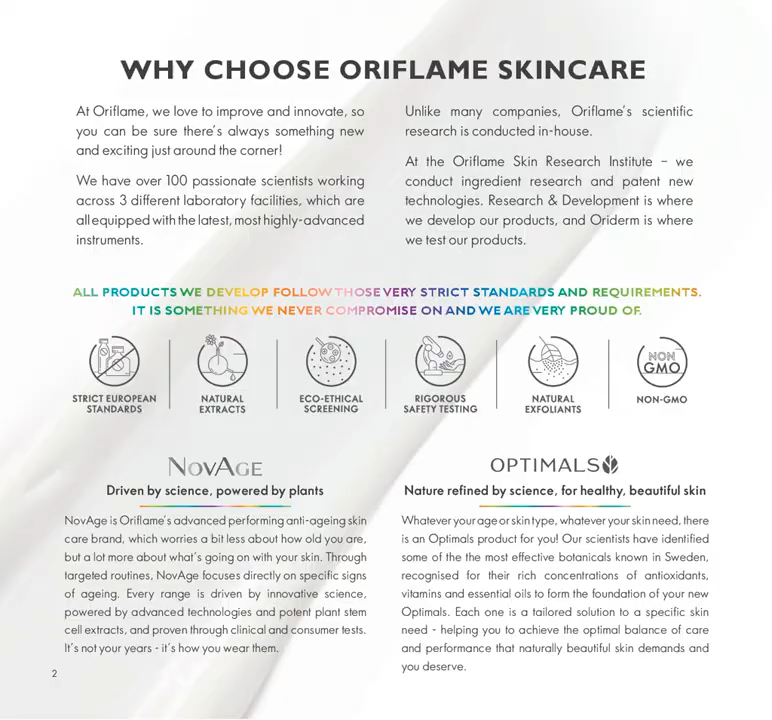 WHY CHOOSE ORIFLAME SKINCARE
At Oriflame, we love to improve and innovate, so
you can be sure there's always something new
and exciting just around the corner!
We have over 100 passionate scientists working
across 3 different laboratory facilities, which are
all equipped with the latest, most highly-advanced
instruments.
Unlike many companies, Oriflame's scientific
research is conducted in-house.
At the Oriflame Skin Research Institute – we
conduct ingredient research and patent new
technologies. Research & Development is where
we develop our products, and Oriderm is where
we test our products.
ALL PRODUCTS WE DEVELOP FOLLOW THOSE VERY STRICT STANDARDS AND REQUIREMENTS.
IT IS SOMETHING WE NEVER COMPROMISE ON AND WE ARE VERY PROUD OF.
STRICT EUROPEAN
STANDARDS
NATURAL
EXTRACTS
ECO-ETHICAL
SCREENING
RIGOROUS
SAFETY TESTING
NATURAL
EXFOLIANTS
NON
GMO
NON-GMO
NOVAGE
Driven by science, powered by plants
NovAge is Oriflame's advanced performing anti-ageing skin
care brand, which worries a bit less about how old you are,
but a lot more about what's going on with your skin. Through
targeted routines, NovAge focuses directly on specific signs
of ageing. Every range is driven by innovative science,
powered by advanced technologies and potent plant stem
cell extracts, and proven through clinical and consumer tests.
It's not your years - it's how you wear them.
OPTIMALS
Nature refined by science, for healthy, beautiful skin
Whatever your age or skin type, whatever your skin need, there
is an Optimals product for you! Our scientists have identified
some of the the most effective botanicals known in Sweden,
recognised for their rich concentrations of antioxidants,
vitamins and essential oils to form the foundation of your new
Optimals. Each one is a tailored solution to a specific skin
need - helping you to achieve the optimal balance of care
and performance that naturally beautiful skin demands and
you deserve.
2